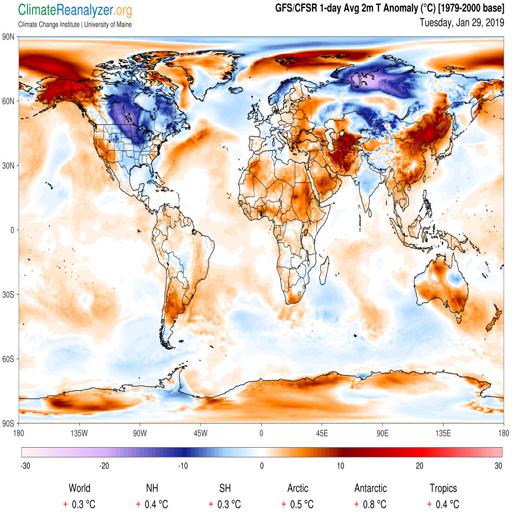 ClimateReanalyzer.org
Climate Change Institute | University of Maine
GFS/CFSR 1-day Avg 2m T Anomaly (°C) [1979-2000 base]
Tuesday, Jan 29, 2019
90N
60N
30N
0
30S
60S
90S
180 135W 90W 45W 0 45E 90E 135E 180
-30 -20 -10 0 10 20 30
World NH SH Arctic Antarctic Tropics
+ 0.3 °C + 0.4 °C + 0.3 °C + 0.5 °C + 0.8 °C + 0.4 °C